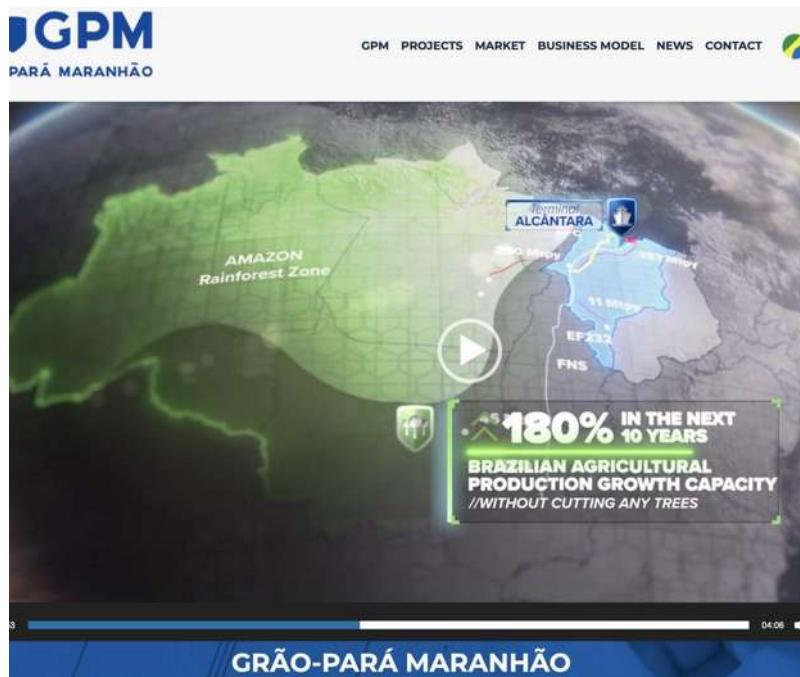 GPM
PARÁ MARANHÃO
GPM PROJECTS MARKET BUSINESS MODEL NEWS CONTACT
Terminal
ALCÂNTARA
AMAZON
Rainforest Zone
Mtpy
Mtpy
11 Mtpy
EF232
FNS
180% IN THE NEXT
10 YEARS
BRAZILIAN AGRICULTURAL
PRODUCTION GROWTH CAPACITY
//WITHOUT CUTTING ANY TREES
04:06
GRÃO-PARÁ MARANHÃO